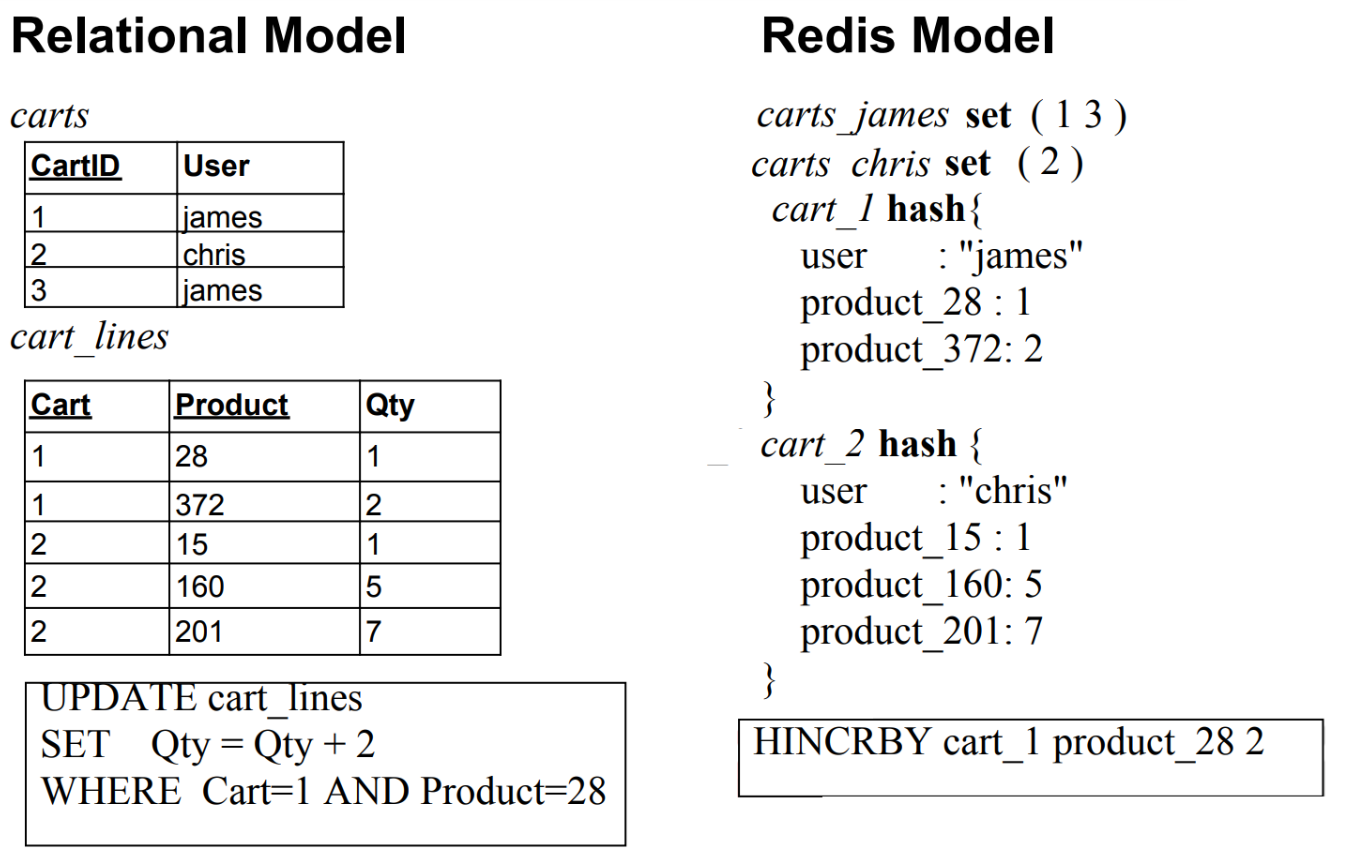 Relational Model
carts
CartID User
1 james
2 chris
3 james
cart_lines
Cart Product Qty
1 28 1
1 372 2
2 15 1
2 160 5
2 201 7
UPDATE cart_lines
SET Qty = Qty + 2
WHERE Cart=1 AND Product=28
Redis Model
carts_james set ( 1 3 )
carts chris set ( 2 )
cart_1 hash{
user : "james"
product_28 : 1
product_372: 2
}
cart_2 hash {
user : "chris"
product_15 : 1
product_160: 5
product_201: 7
}
HINCRBY cart_1 product_28 2